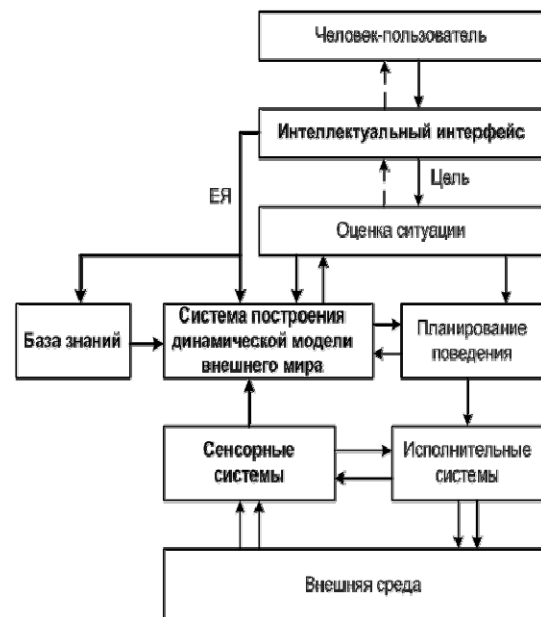 Человек-пользователь
Интеллектуальный интерфейс
Цель
ЕЯ
Оценка ситуации
База знаний
Система построения
динамической модели
внешнего мира
Планирование
поведения
Сенсорные
системы
Исполнительные
системы
Внешняя среда